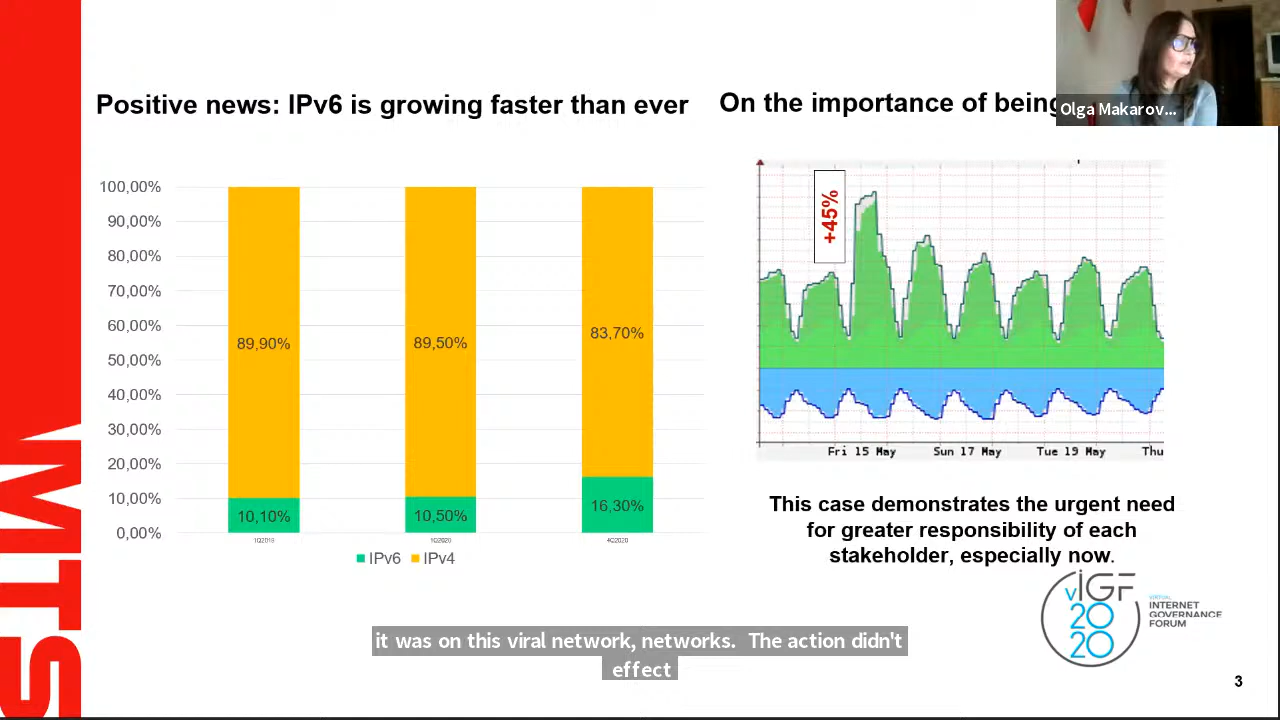 Positive news: IPv6 is growing faster than ever
On the importance of being
Olga Makarov...
100,00%
90,00%
80,00%
70,00%
60,00%
50,00%
40,00%
30,00%
20,00%
10,00%
0,00%
89,90%
89,50%
83,70%
10,10%
10,50%
16,30%
1Q2020
4Q2020
IPv6
IPv4
+45%
Fri 15 May
Sun 17 May
Tue 19 May
Thu
This case demonstrates the urgent need
for greater responsibility of each
stakeholder, especially now.
vIGF
2020
VIRTUAL
INTERNET
GOVERNANCE
FORUM
MTS
it was on this viral network, networks. The action didn't
effect
3